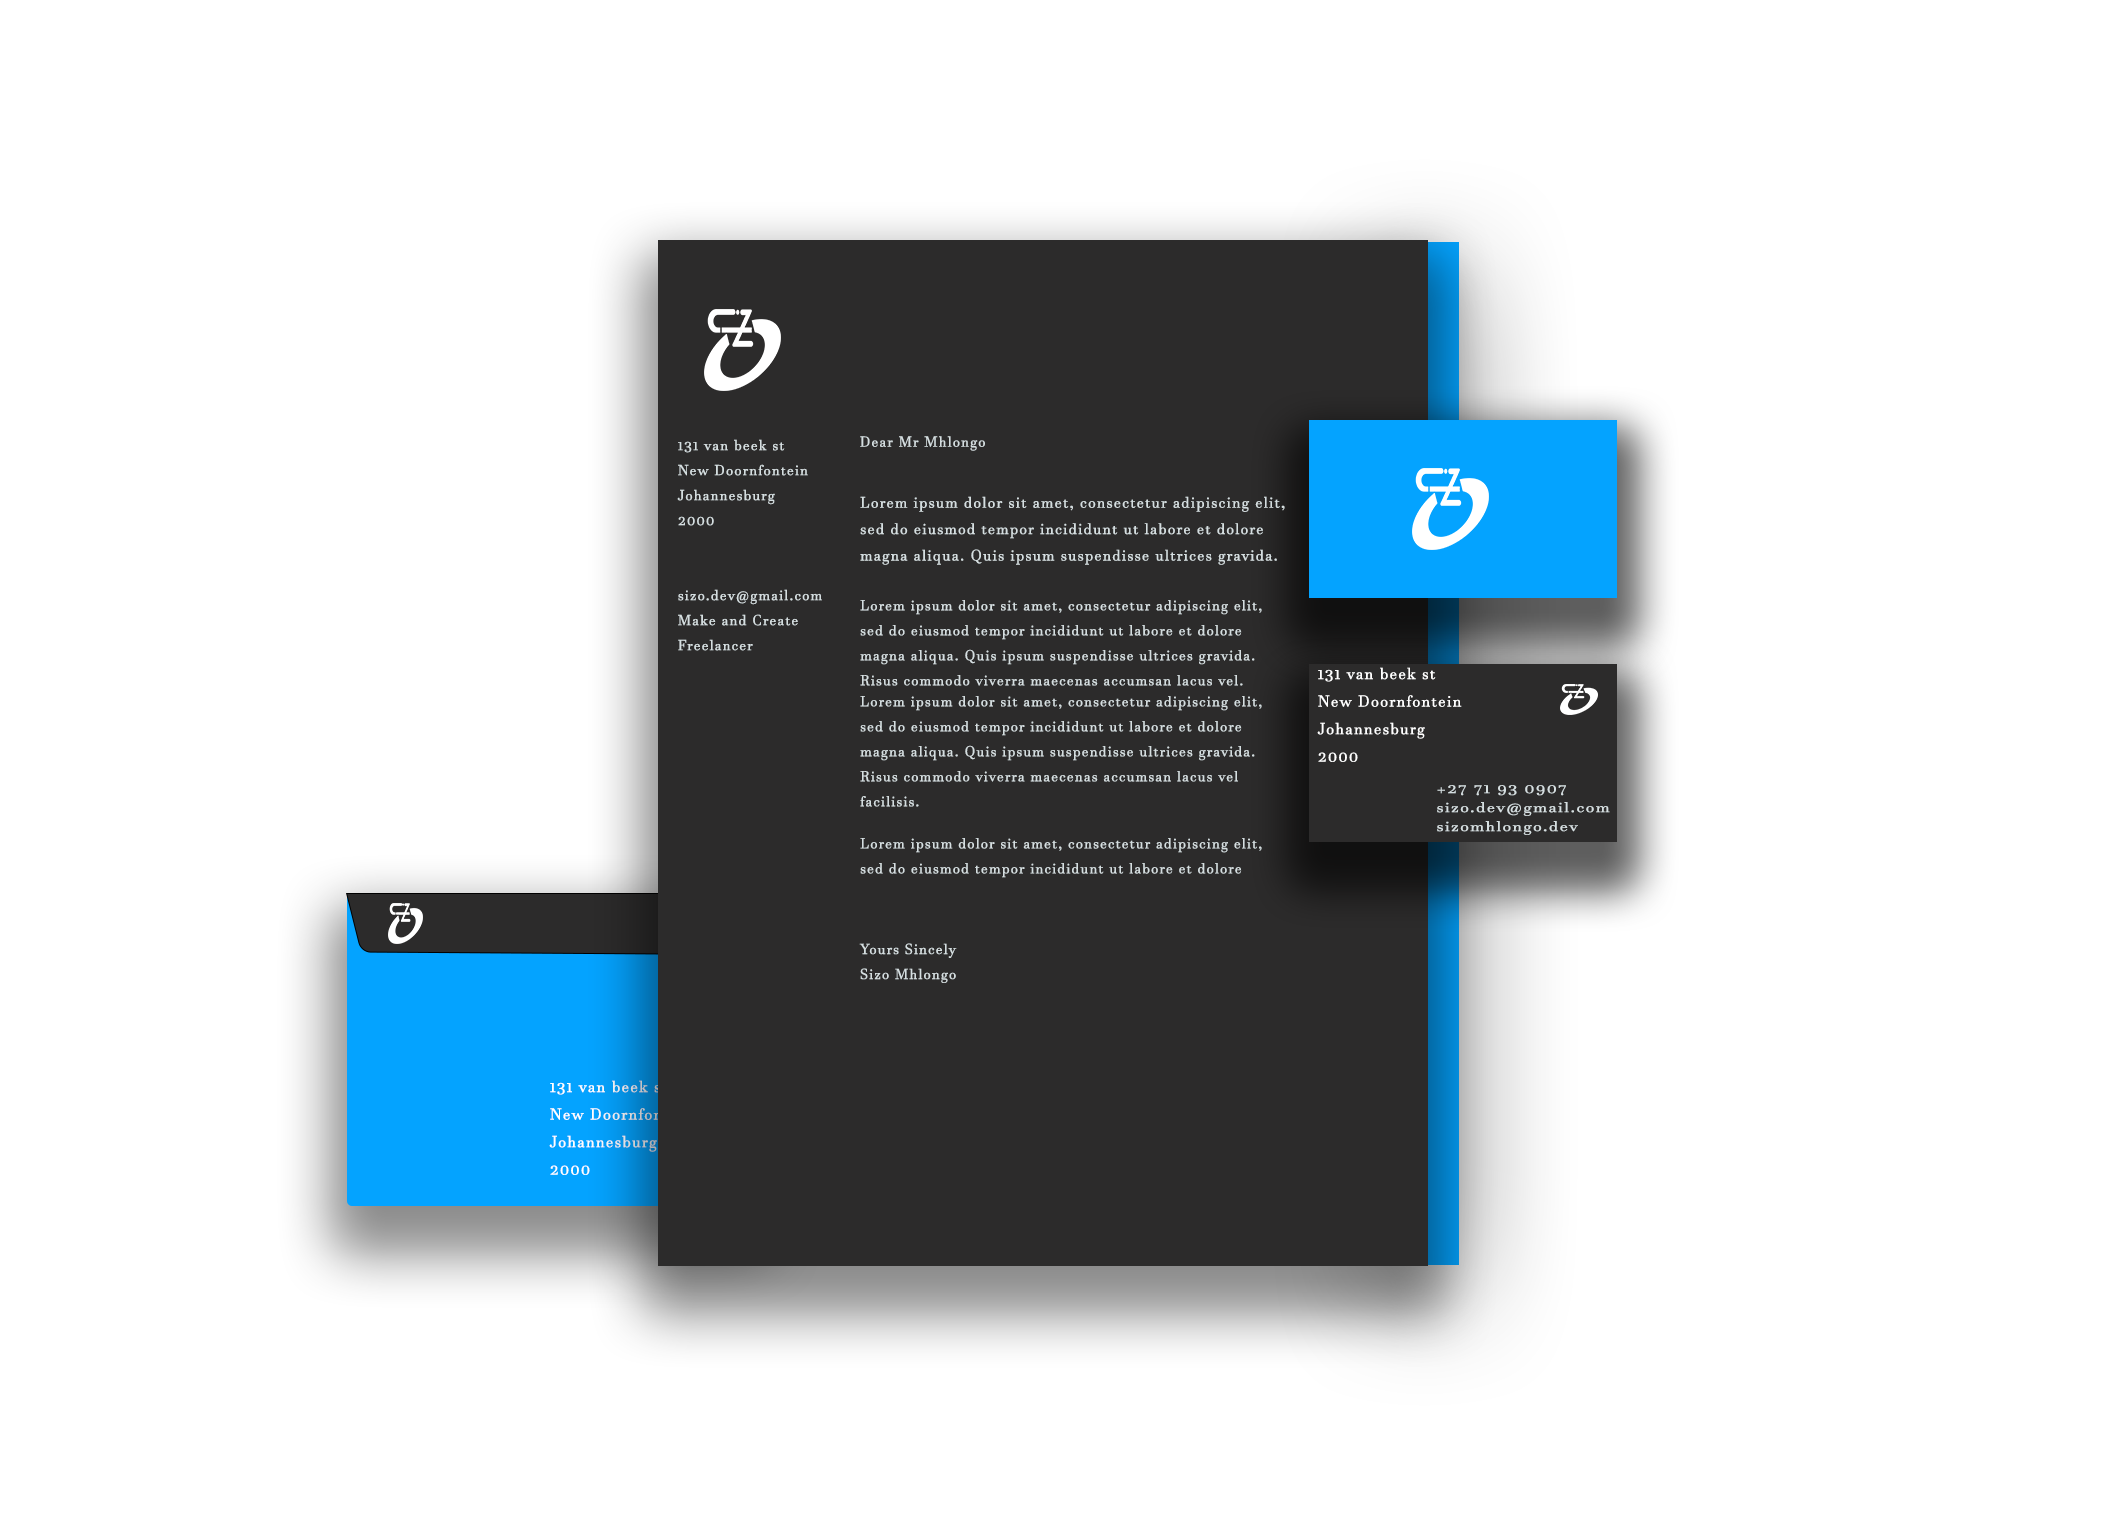 131 van beek st
New Doornfontein
Johannesburg
2000
sizo.dev@gmail.com
Make and Create
Freelancer
Dear Mr Mhlongo
Lorem ipsum dolor sit amet, consectetur adipiscing elit,
sed do eiusmod tempor incididunt ut labore et dolore
magna aliqua. Quis ipsum suspendisse ultrices gravida.
Lorem ipsum dolor sit amet, consectetur adipiscing elit,
sed do eiusmod tempor incididunt ut labore et dolore
magna aliqua. Quis ipsum suspendisse ultrices gravida.
Risus commodo viverra maecenas accumsan lacus vel.
Lorem ipsum dolor sit amet, consectetur adipiscing elit,
sed do eiusmod tempor incididunt ut labore et dolore
magna aliqua. Quis ipsum suspendisse ultrices gravida.
Risus commodo viverra maecenas accumsan lacus vel
facilisis.
Lorem ipsum dolor sit amet, consectetur adipiscing elit,
sed do eiusmod tempor incididunt ut labore et dolore
Yours Sincely
Sizo Mhlongo
131 van beek st
New Doornfontein
Johannesburg
2000
+27 71 93 0907
sizo.dev@gmail.com
sizomhlongo.dev
131 van beek
New
Johannesburg
2000